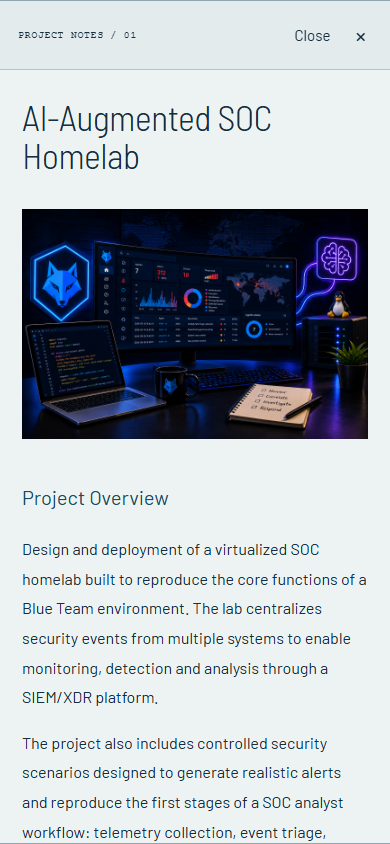 PROJECT NOTES / 01
Close ×
AI-Augmented SOC
Homelab
Project Overview
Design and deployment of a virtualized SOC
homelab built to reproduce the core functions of a
Blue Team environment. The lab centralizes
security events from multiple systems to enable
monitoring, detection and analysis through a
SIEM/XDR platform.
The project also includes controlled security
scenarios designed to generate realistic alerts
and reproduce the first stages of a SOC analyst
workflow: telemetry collection, event triage,